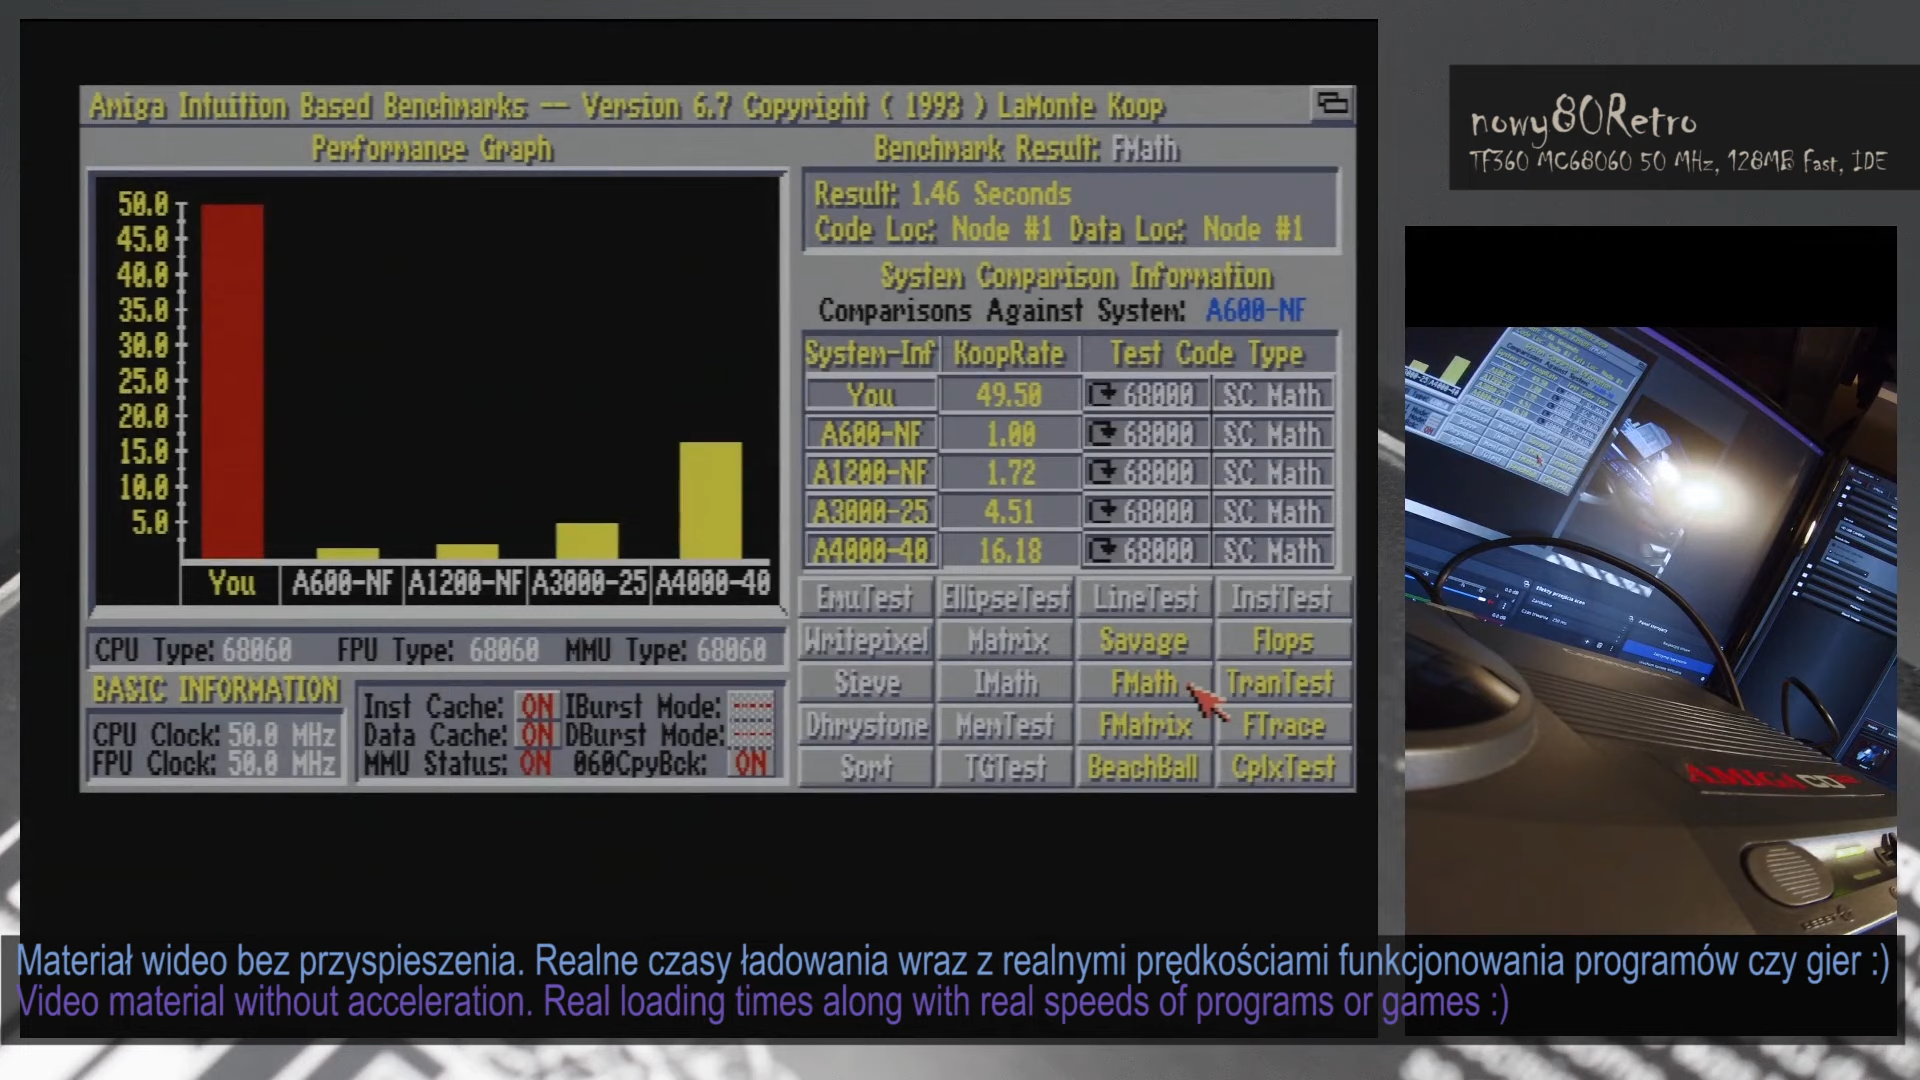 Amiga Intuition Based Benchmarks -- Version 6.7 Copyright ( 1993 ) LaMonte Koop
Performance Graph
50.0
45.0
40.0
35.0
30.0
25.0
20.0
15.0
10.0
5.0
You A600-NF A1200-NF A3000-25 A4000-40
CPU Type: 68060 FPU Type: 68060 MMU Type: 68060
BASIC INFORMATION
CPU Clock: 50.0 MHz
FPU Clock: 50.0 MHz
Inst Cache: ON IBurst Mode: ----
Data Cache: ON DBurst Mode: ----
MMU Status: ON 060CpyBck: ON
Benchmark Result: FMath
Result: 1.46 Seconds
Code Loc: Node #1 Data Loc: Node #1
System Comparison Information
Comparisons Against System: A600-NF
System-Inf KoopRate Test Code Type
You 49.50 68000 SC Math
A600-NF 1.00 68000 SC Math
A1200-NF 1.72 68000 SC Math
A3000-25 4.51 68000 SC Math
A4000-40 16.18 68000 SC Math
EmuTest EllipseTest LineTest InstTest
Writepixel Matrix Savage Flops
Sieve IMath FMath TranTest
Dhrystone MemTest FMatrix FTrace
Sort TGTest BeachBall CplxTest
nowy80Retro
TF360 MC68060 50 MHz, 128MB Fast, IDE
AMIGA CD
Materiał wideo bez przyspieszenia. Realne czasy ładowania wraz z realnymi prędkościami funkcjonowania programów czy gier :)
Video material without acceleration. Real loading times along with real speeds of programs or games :)